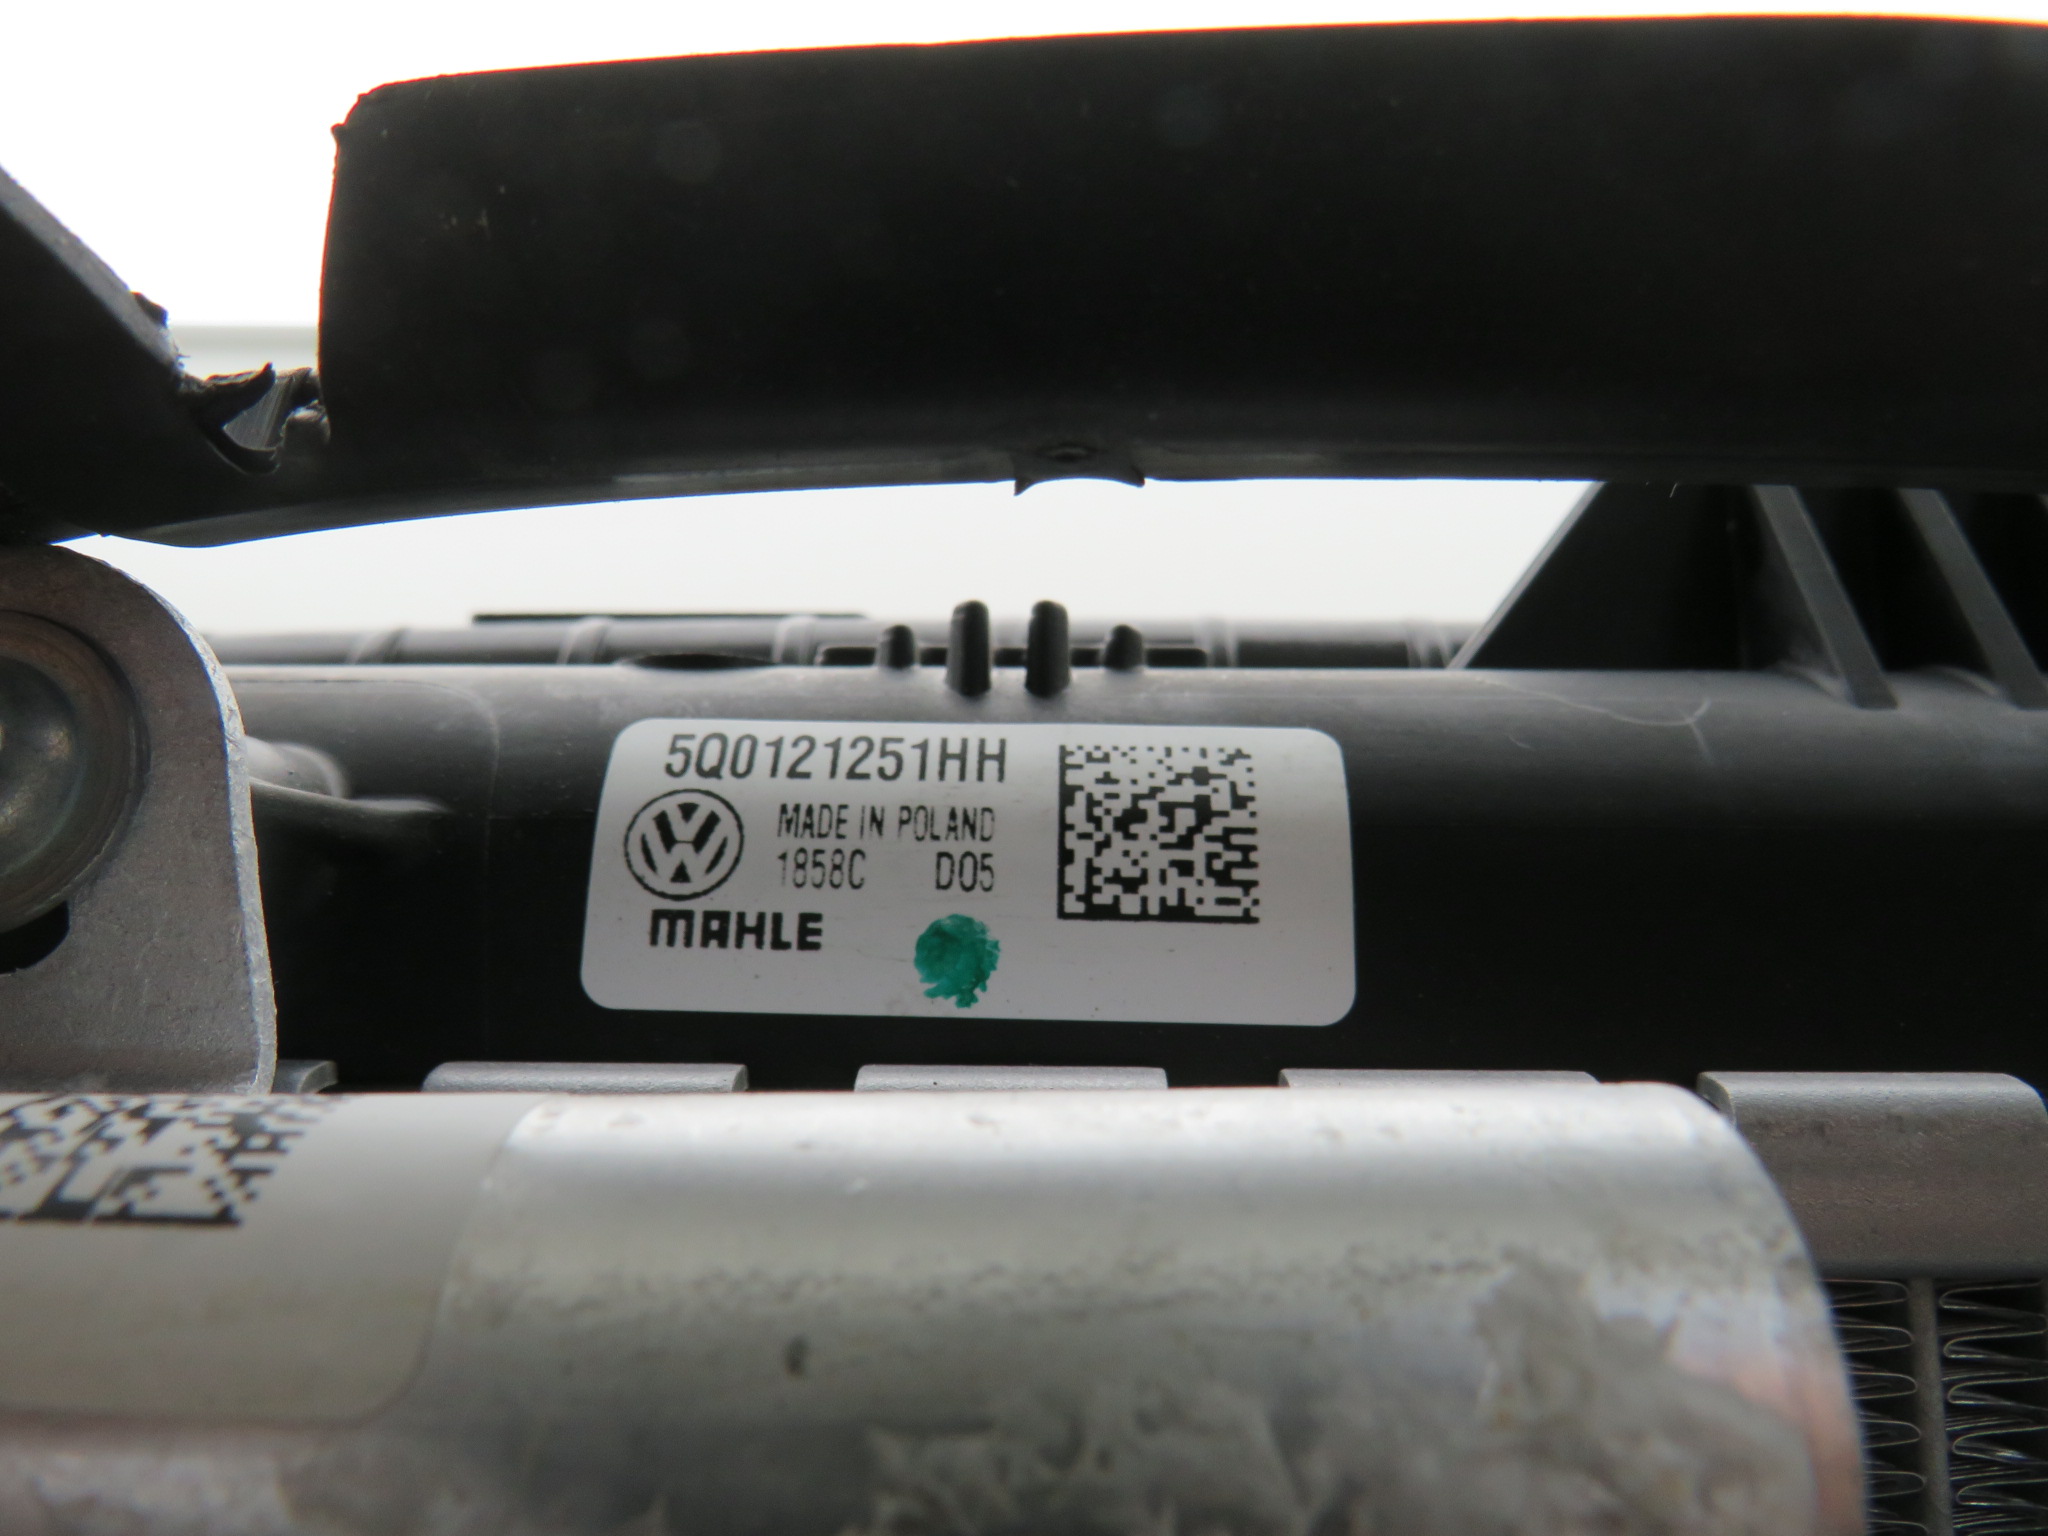 5Q0121251HH
MADE IN POLAND
1858C D05
MAHLE